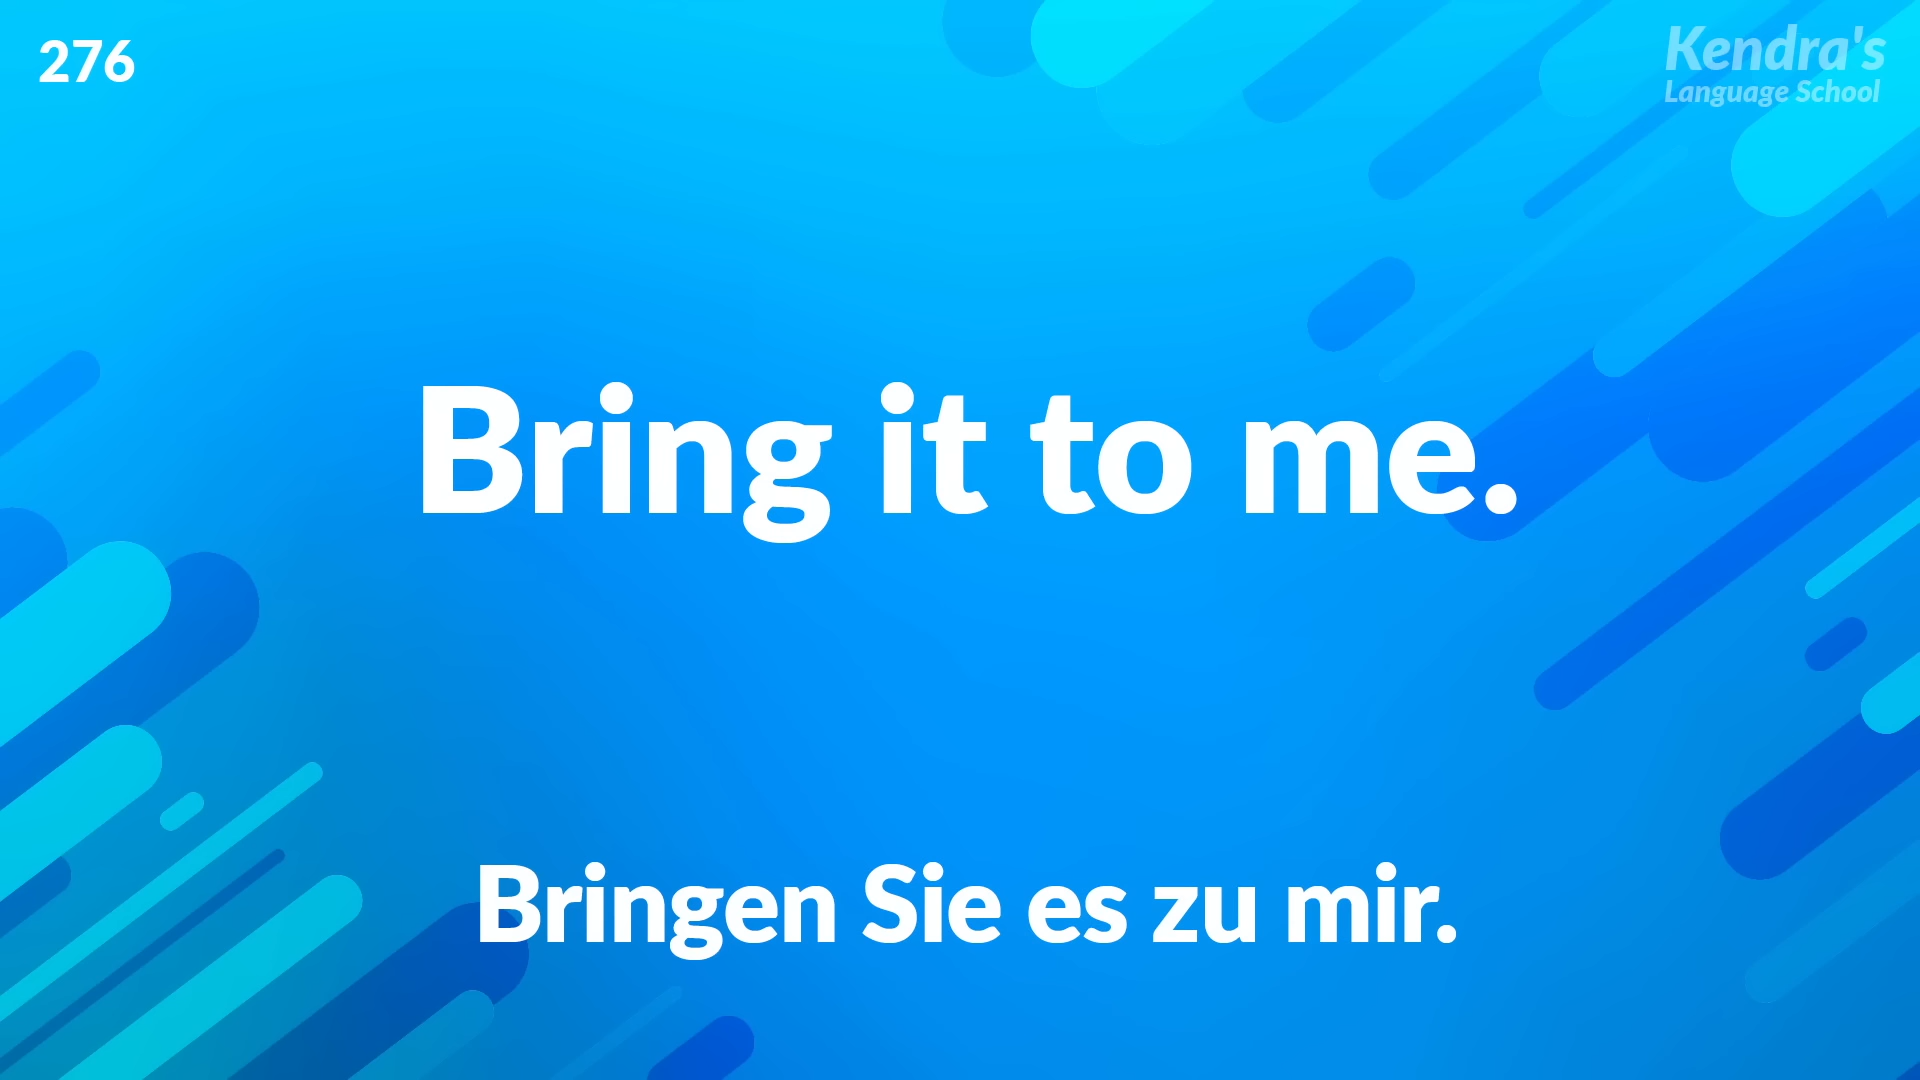 276
Kendra's
Language School
Bring it to me.
Bringen Sie es zu mir.